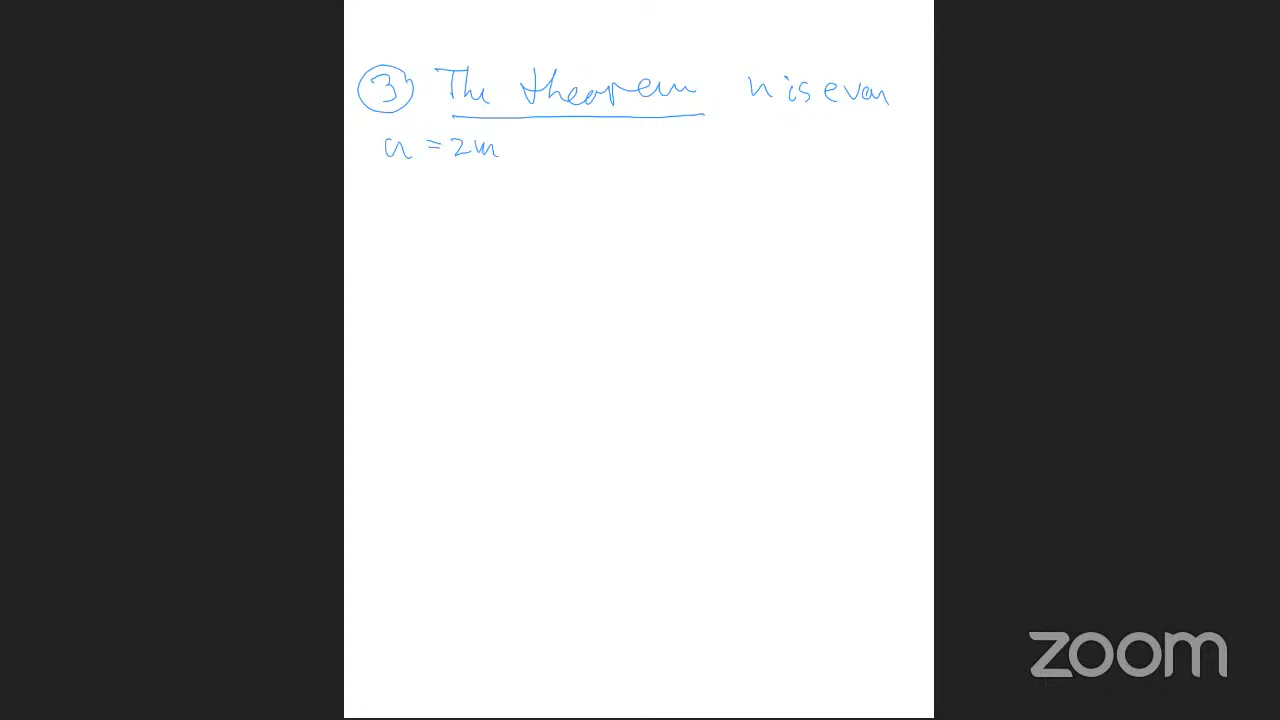 ③ The theorem n is even
n = 2m
zoom